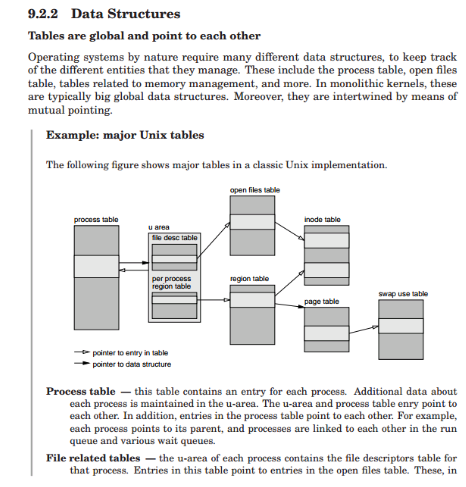 9.2.2 Data Structures
Tables are global and point to each other
Operating systems by nature require many different data structures, to keep track
of the different entities that they manage. These include the process table, open files
table, tables related to memory management, and more. In monolithic kernels, these
are typically big global data structures. Moreover, they are intertwined by means of
mutual pointing.
Example: major Unix tables
The following figure shows major tables in a classic Unix implementation.
open files table
process table
inode table
u area
file desc table
per process
region table
region table
page table
swap use table
pointer to entry in table
pointer to data structure
Process table — this table contains an entry for each process. Additional data about
each process is maintained in the u-area. The u-area and process table enry point to
each other. In addition, entries in the process table point to each other. For example,
each process points to its parent, and processes are linked to each other in the run
queue and various wait queues.
File related tables — the u-area of each process contains the file descriptors table for
that process. Entries in this table point to entries in the open files table. These, in